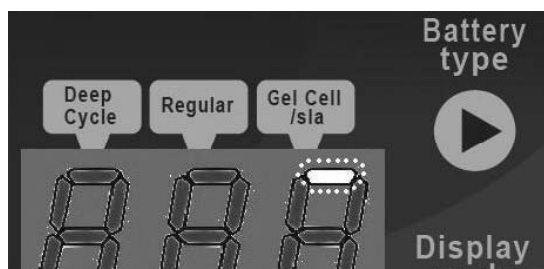 Battery
type
Deep
Cycle
Regular
Gel Cell
/sla
Display